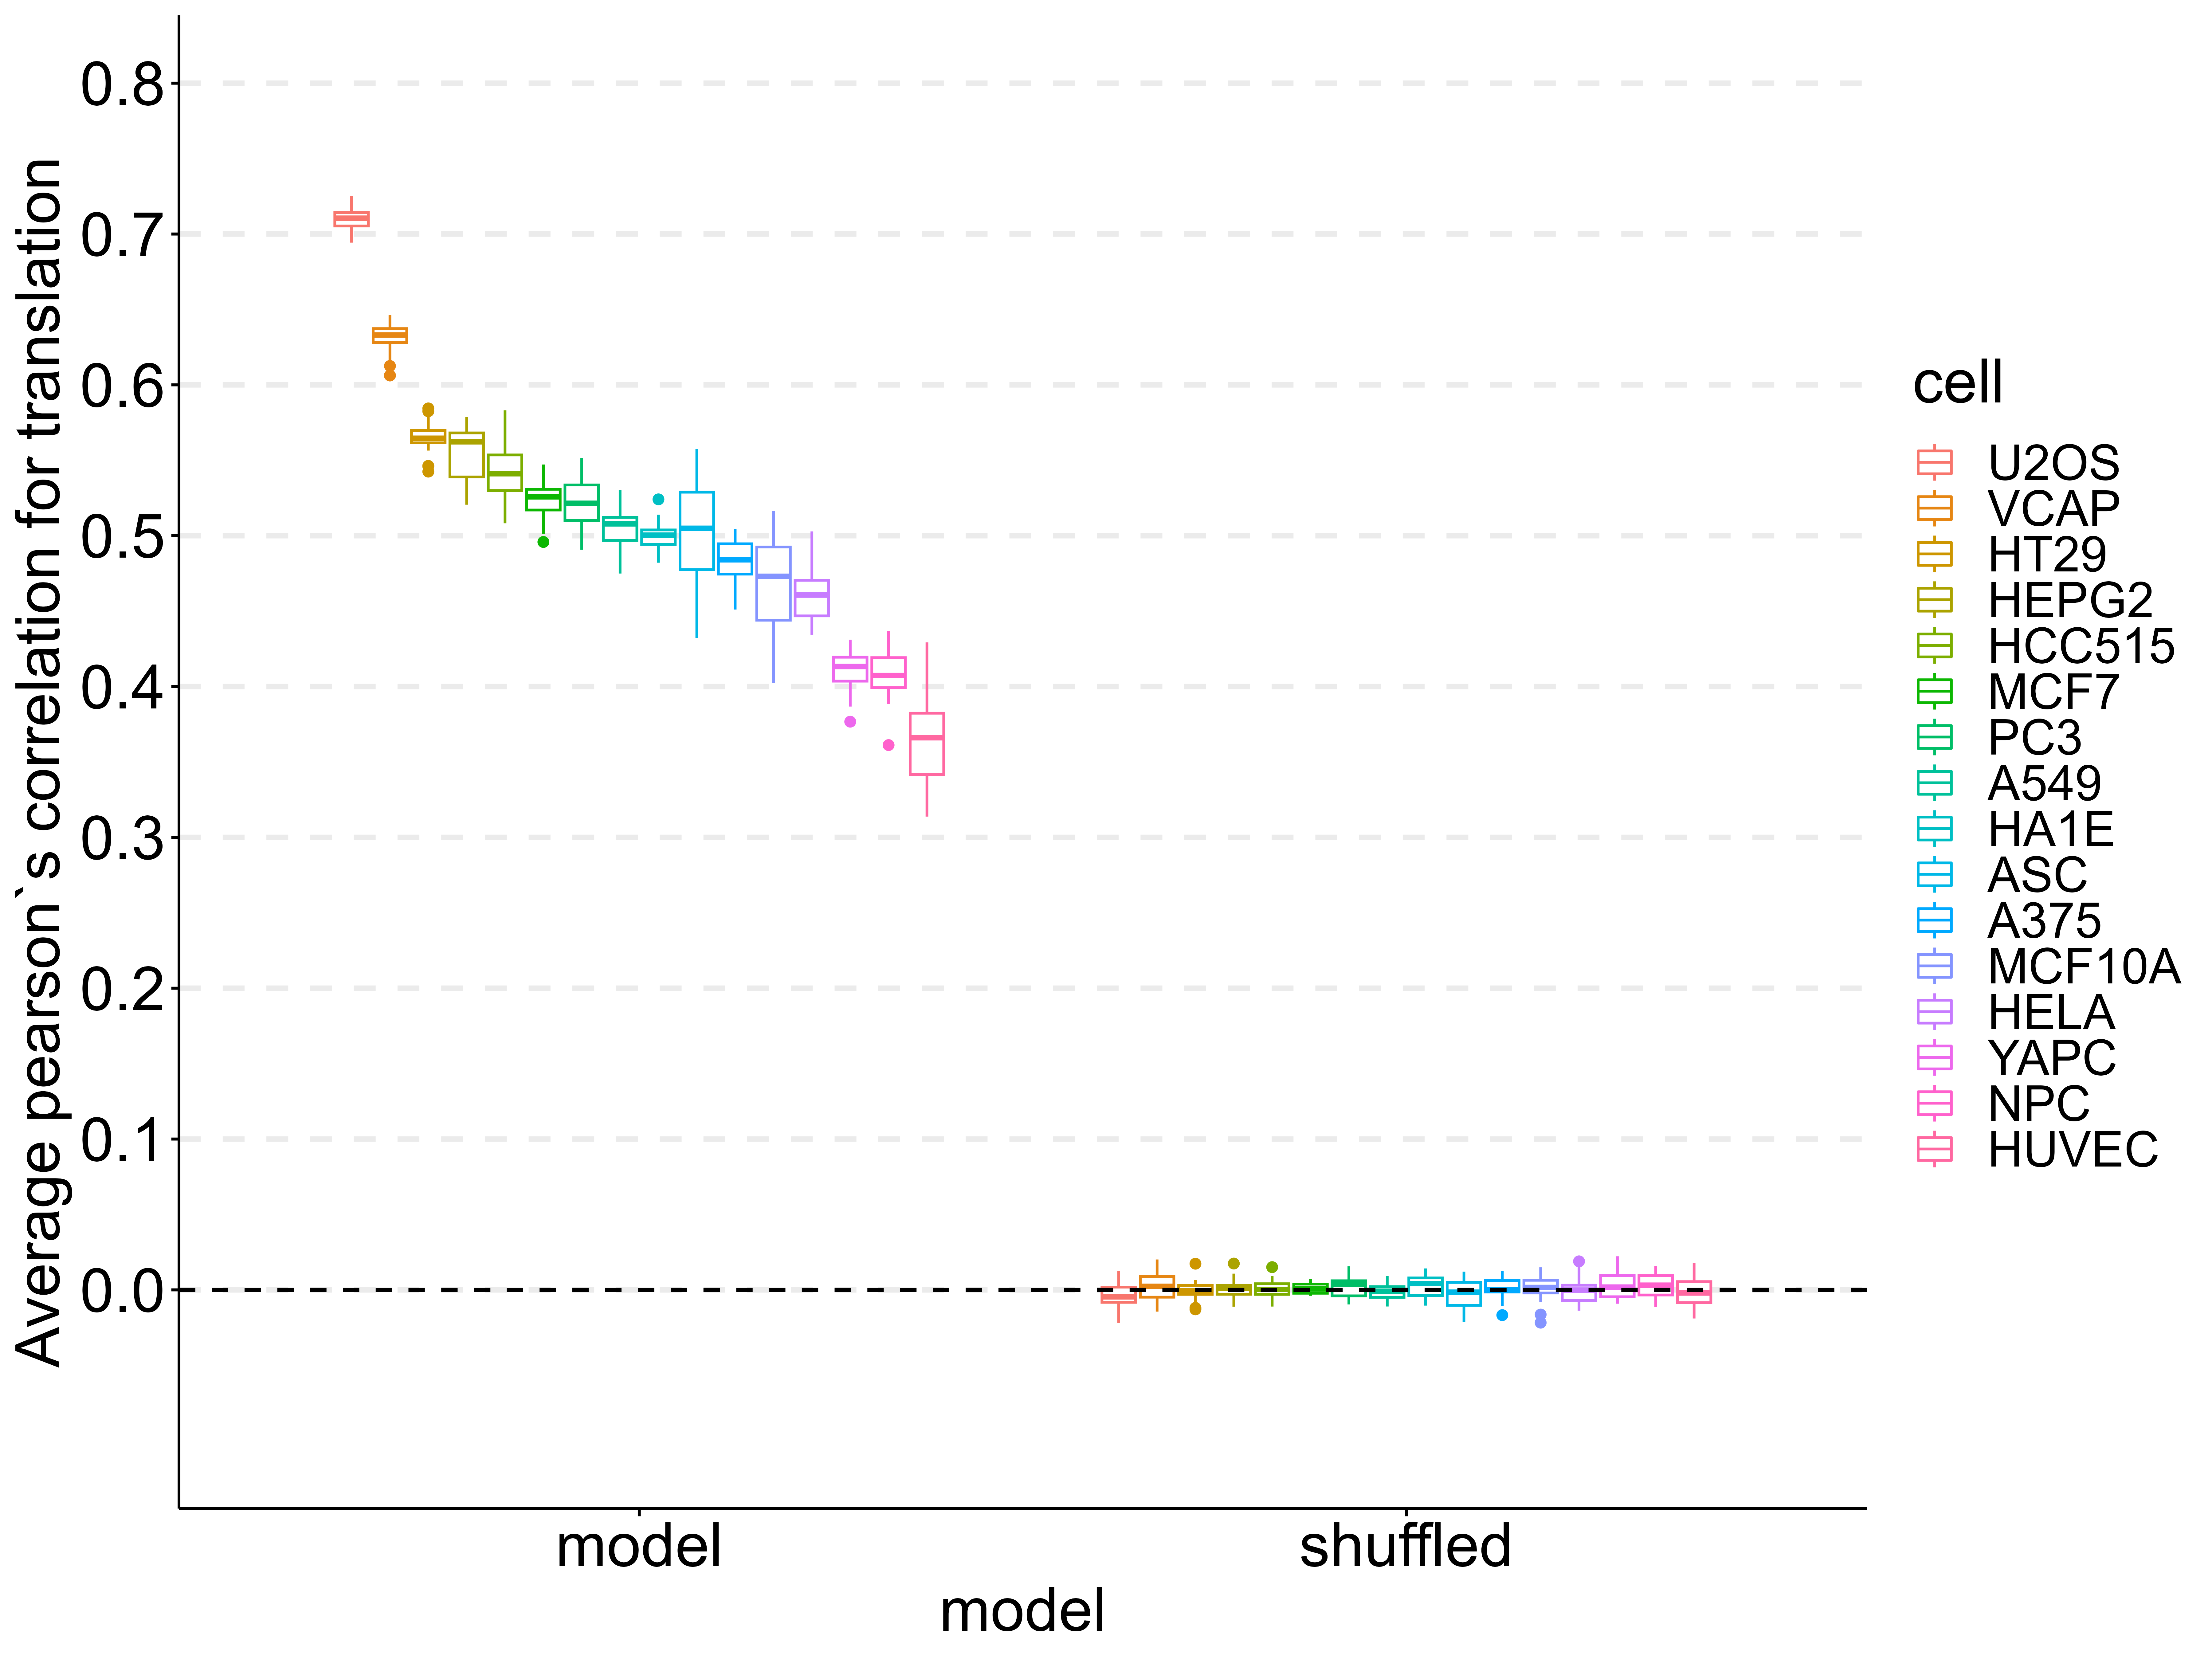 Average pearson`s correlation for translation
0.8
0.7
0.6
0.5
0.4
0.3
0.2
0.1
0.0
model
shuffled
model
cell
U2OS
VCAP
HT29
HEPG2
HCC515
MCF7
PC3
A549
HA1E
ASC
A375
MCF10A
HELA
YAPC
NPC
HUVEC